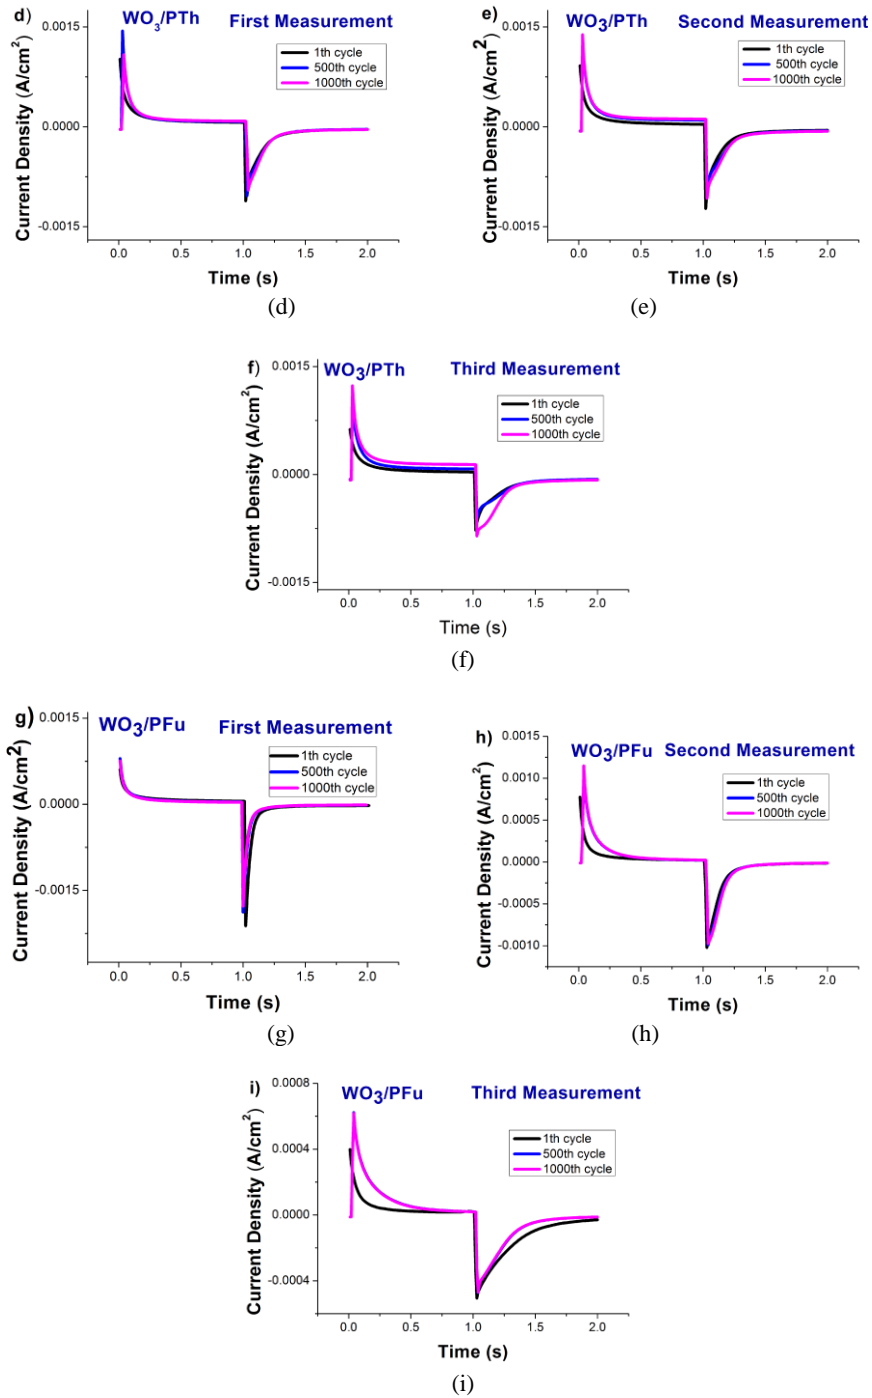 d) WO3/PTh First Measurement
1th cycle
500th cycle
1000th cycle
0.0015
0.0000
-0.0015
Current Density (A/cm2)
0.0 0.5 1.0 1.5 2.0
Time (s)
(d)
e) WO3/PTh Second Measurement
1th cycle
500th cycle
1000th cycle
0.0015
0.0000
-0.0015
Current Density (A/cm2)
0.0 0.5 1.0 1.5 2.0
Time (s)
(e)
f) WO3/PTh Third Measurement
1th cycle
500th cycle
1000th cycle
0.0015
0.0000
-0.0015
Current Density (A/cm2)
0.0 0.5 1.0 1.5 2.0
Time (s)
(f)
g) WO3/PFu First Measurement
1th cycle
500th cycle
1000th cycle
0.0015
0.0000
-0.0015
Current Density (A/cm2)
0.0 0.5 1.0 1.5 2.0
Time (s)
(g)
h) WO3/PFu Second Measurement
1th cycle
500th cycle
1000th cycle
0.0015
0.0010
0.0005
0.0000
-0.0005
-0.0010
Current Density (A/cm2)
0.0 0.5 1.0 1.5 2.0
Time (s)
(h)
i) WO3/PFu Third Measurement
1th cycle
500th cycle
1000th cycle
0.0008
0.0004
0.0000
-0.0004
Current Density (A/cm2)
0.0 0.5 1.0 1.5 2.0
Time (s)
(i)